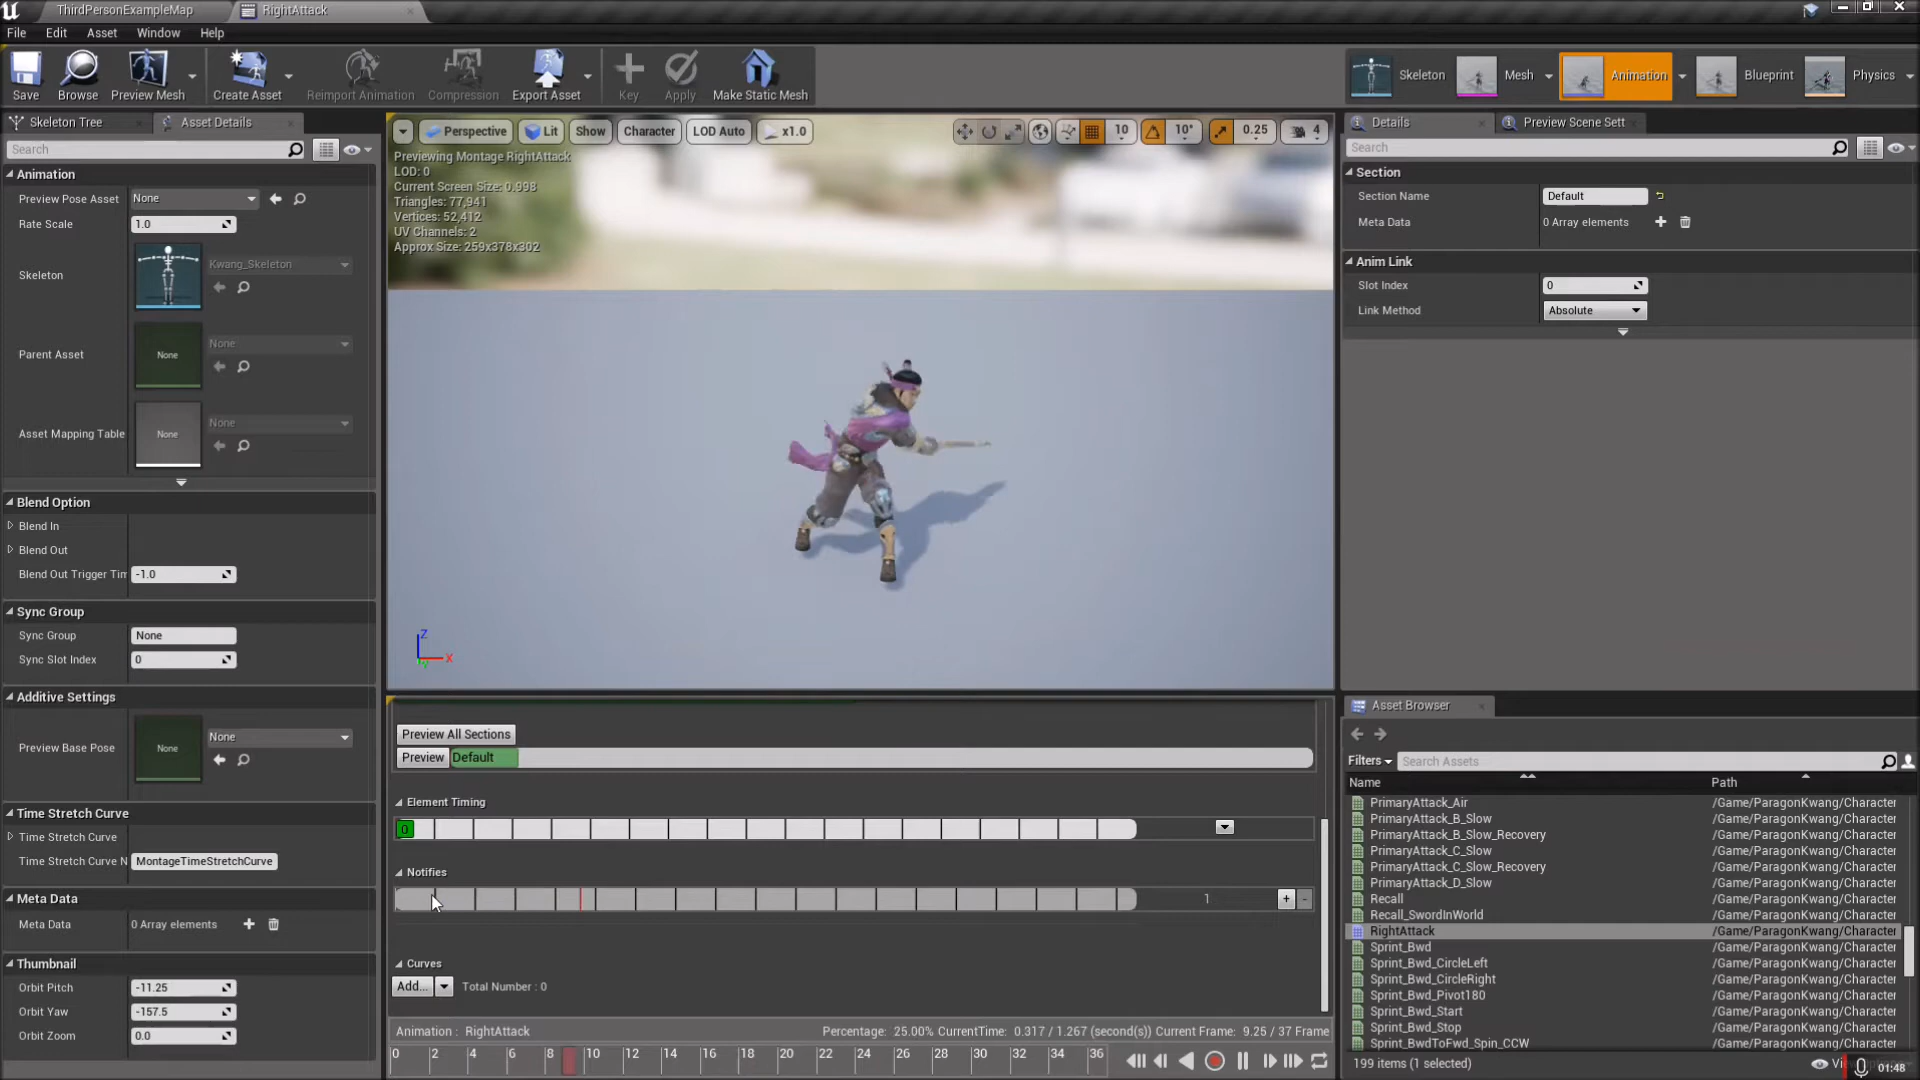 ThirdPersonExampleMap
RightAttack
File Edit Asset Window Help
Save Browse Preview Mesh Create Asset Reimport Animation Compression Export Asset Key Apply Make Static Mesh
Skeleton Mesh Animation Blueprint Physics
Skeleton Tree Asset Details
Search
Animation
Preview Pose Asset None
Rate Scale 1.0
Skeleton Kwang_Skeleton
Parent Asset None None
Asset Mapping Table None None
Blend Option
Blend In
Blend Out
Blend Out Trigger Tim -1.0
Sync Group
Sync Group None
Sync Slot Index 0
Additive Settings
Preview Base Pose None None
Time Stretch Curve
Time Stretch Curve
Time Stretch Curve N MontageTimeStretchCurve
Meta Data
Meta Data 0 Array elements
Thumbnail
Orbit Pitch -11.25
Orbit Yaw -157.5
Orbit Zoom 0.0
Perspective Lit Show Character LOD Auto x1.0 10 10° 0.25 4
Previewing Montage RightAttack
LOD: 0
Current Screen Size: 0.998
Triangles: 77,941
Vertices: 52,412
UV Channels: 2
Approx Size: 259x378x302
Z
X
Y
Preview All Sections
Preview Default
Element Timing
0
Notifies
1 + -
Curves
Add... Total Number : 0
Animation : RightAttack Percentage: 25.00% CurrentTime: 0.317 / 1.267 (second(s)) Current Frame: 9.25 / 37 Frame
0 2 4 6 8 10 12 14 16 18 20 22 24 26 28 30 32 34 36
Details Preview Scene Sett
Search
Section
Section Name Default
Meta Data 0 Array elements
Anim Link
Slot Index 0
Link Method Absolute
Asset Browser
Filters Search Assets
Name Path
PrimaryAttack_Air /Game/ParagonKwang/Character
PrimaryAttack_B_Slow /Game/ParagonKwang/Character
PrimaryAttack_B_Slow_Recovery /Game/ParagonKwang/Character
PrimaryAttack_C_Slow /Game/ParagonKwang/Character
PrimaryAttack_C_Slow_Recovery /Game/ParagonKwang/Character
PrimaryAttack_D_Slow /Game/ParagonKwang/Character
Recall /Game/ParagonKwang/Character
Recall_SwordInWorld /Game/ParagonKwang/Character
RightAttack /Game/ParagonKwang/Character
Sprint_Bwd /Game/ParagonKwang/Character
Sprint_Bwd_CircleLeft /Game/ParagonKwang/Character
Sprint_Bwd_CircleRight /Game/ParagonKwang/Character
Sprint_Bwd_Pivot180 /Game/ParagonKwang/Character
Sprint_Bwd_Start /Game/ParagonKwang/Character
Sprint_Bwd_Stop /Game/ParagonKwang/Character
Sprint_BwdToFwd_Spin_CCW /Game/ParagonKwang/Character
199 items (1 selected) 01:48